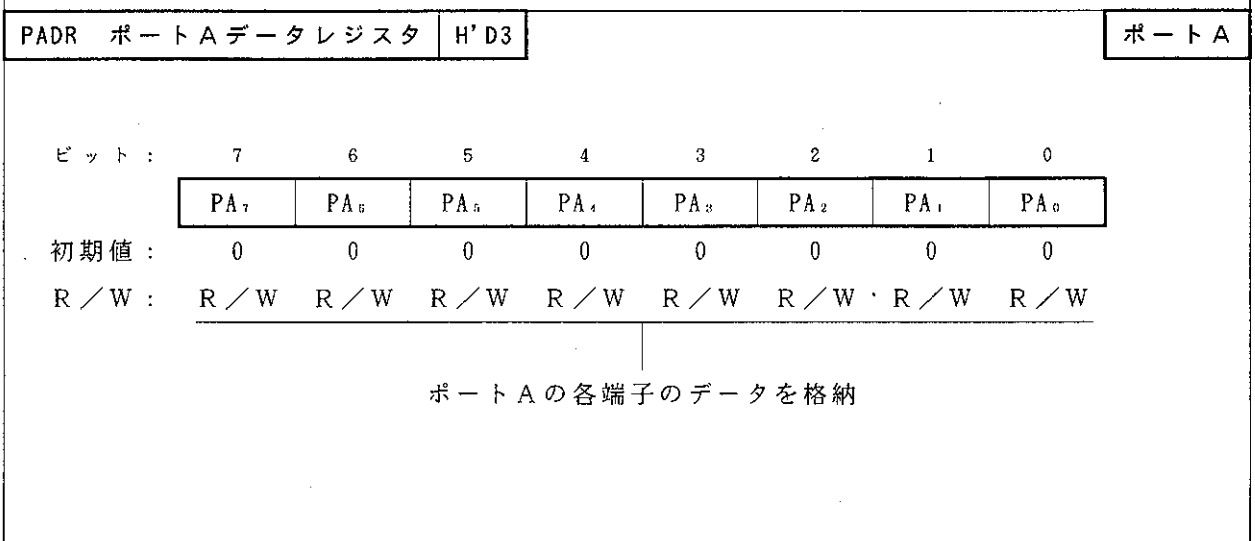 PADR ポートAデータレジスタ H'D3 ポートA
ビット: 7 6 5 4 3 2 1 0
PA₇ PA₆ PA₅ PA₄ PA₃ PA₂ PA₁ PA₀
初期値: 0 0 0 0 0 0 0 0
R/W: R/W R/W R/W R/W R/W R/W R/W R/W
ポートAの各端子のデータを格納